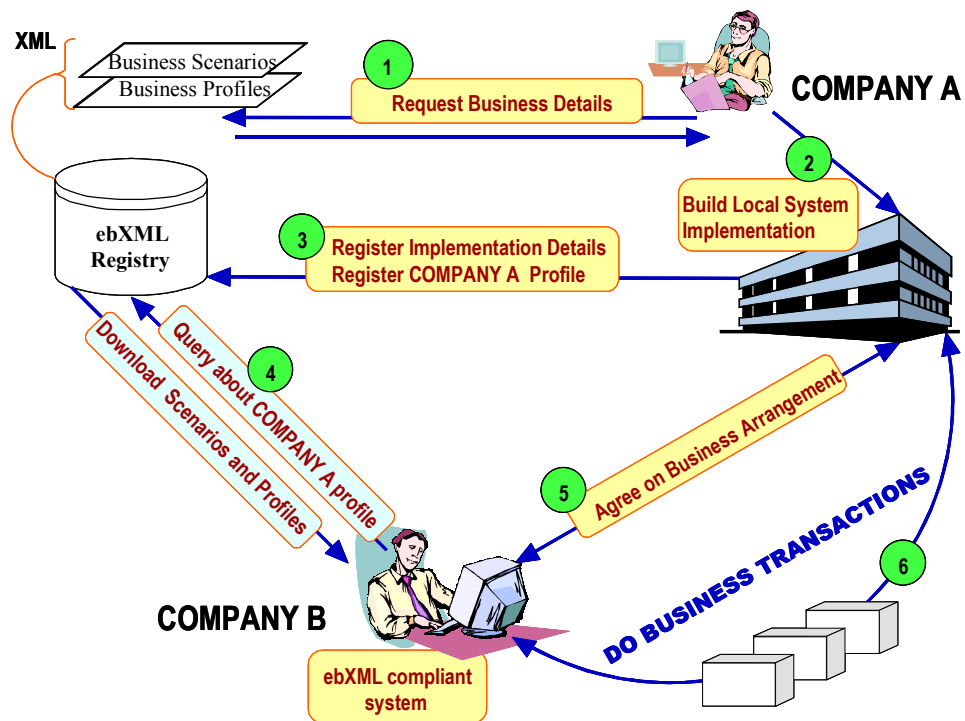 XML
Business Scenarios
Business Profiles
1
Request Business Details
COMPANY A
2
Build Local System
Implementation
ebXML
Registry
3
Register Implementation Details
Register COMPANY A Profile
4
Query about COMPANY A profile
Download Scenarios and Profiles
5
Agree on Business Arrangement
6
DO BUSINESS TRANSACTIONS
COMPANY B
ebXML compliant
system